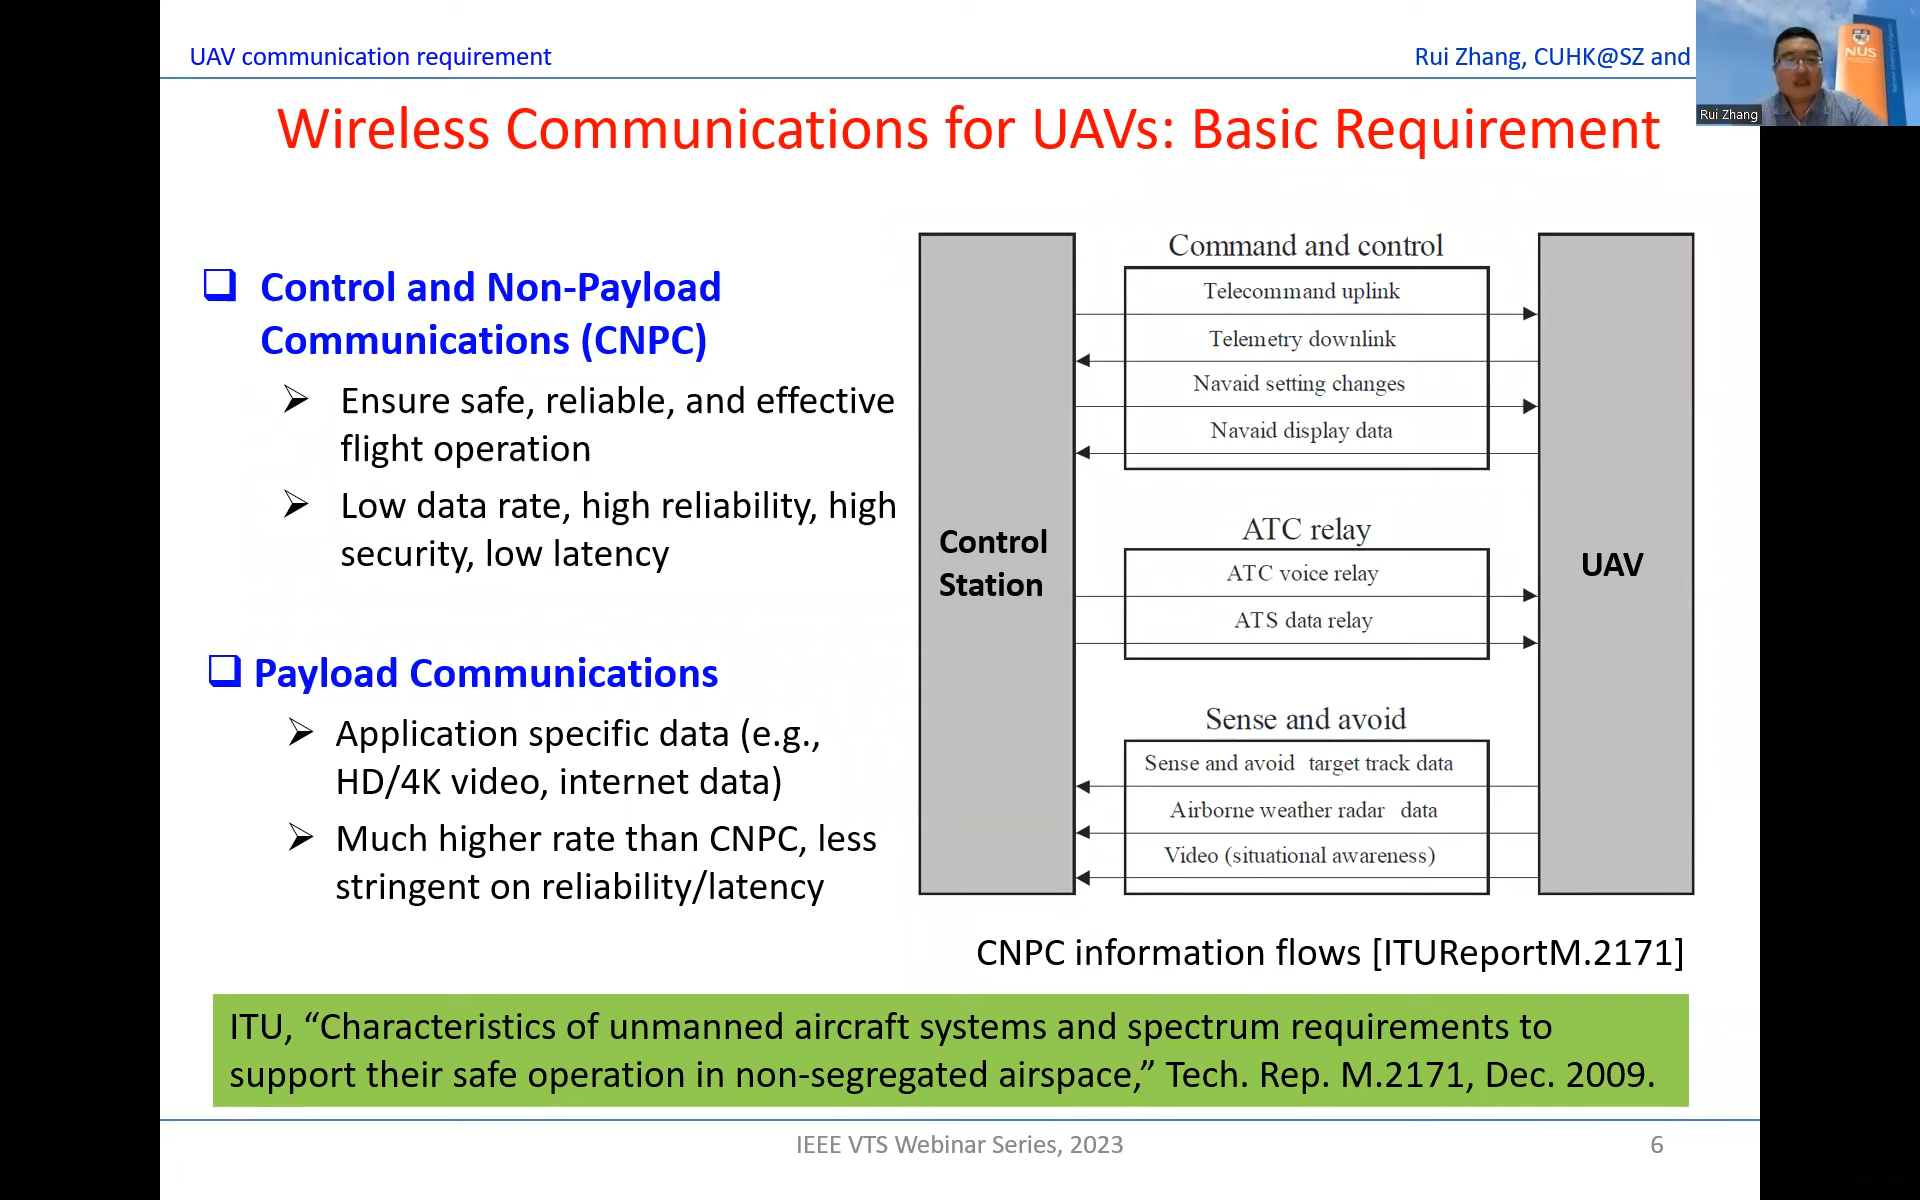 UAV communication requirement
Rui Zhang, CUHK@SZ and
NUS
Rui Zhang
Wireless Communications for UAVs: Basic Requirement
❑ Control and Non-Payload
Communications (CNPC)
➢ Ensure safe, reliable, and effective
flight operation
➢ Low data rate, high reliability, high
security, low latency
❑ Payload Communications
➢ Application specific data (e.g.,
HD/4K video, internet data)
➢ Much higher rate than CNPC, less
stringent on reliability/latency
Control
Station
Command and control
Telecommand uplink
Telemetry downlink
Navaid setting changes
Navaid display data
ATC relay
ATC voice relay
ATS data relay
Sense and avoid
Sense and avoid target track data
Airborne weather radar data
Video (situational awareness)
UAV
CNPC information flows [ITUReportM.2171]
ITU, “Characteristics of unmanned aircraft systems and spectrum requirements to
support their safe operation in non-segregated airspace,” Tech. Rep. M.2171, Dec. 2009.
IEEE VTS Webinar Series, 2023
6